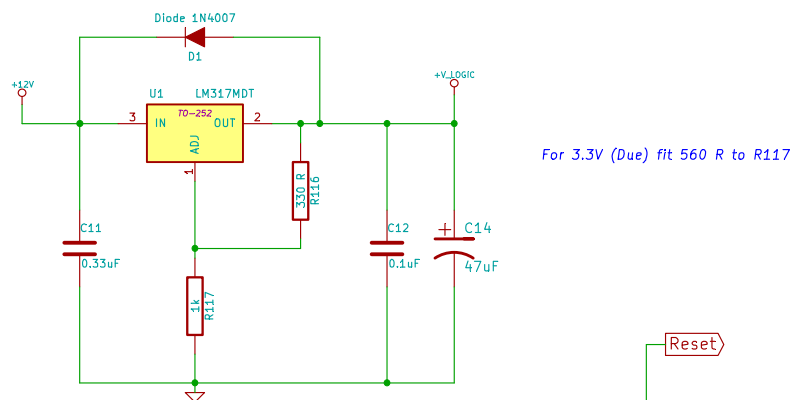 Diode 1N4007
D1
+12V
+V_LOGIC
U1 LM317MDT
TO-252
3 IN OUT 2
ADJ
1
For 3.3V (Due) fit 560 R to R117
330 R
R116
C11
0.33uF
C12
0.1uF
C14
47uF
1k
R117
Reset